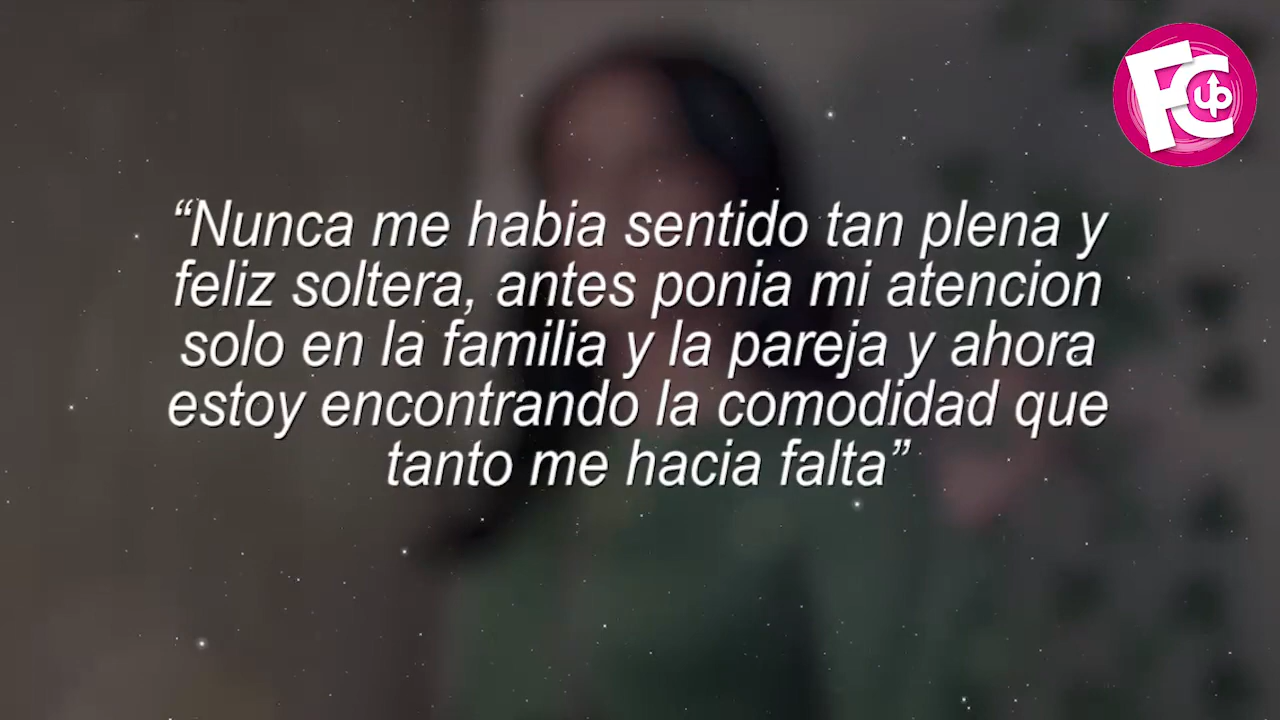 FC up
“Nunca me habia sentido tan plena y
feliz soltera, antes ponia mi atencion
solo en la familia y la pareja y ahora
estoy encontrando la comodidad que
tanto me hacia falta”